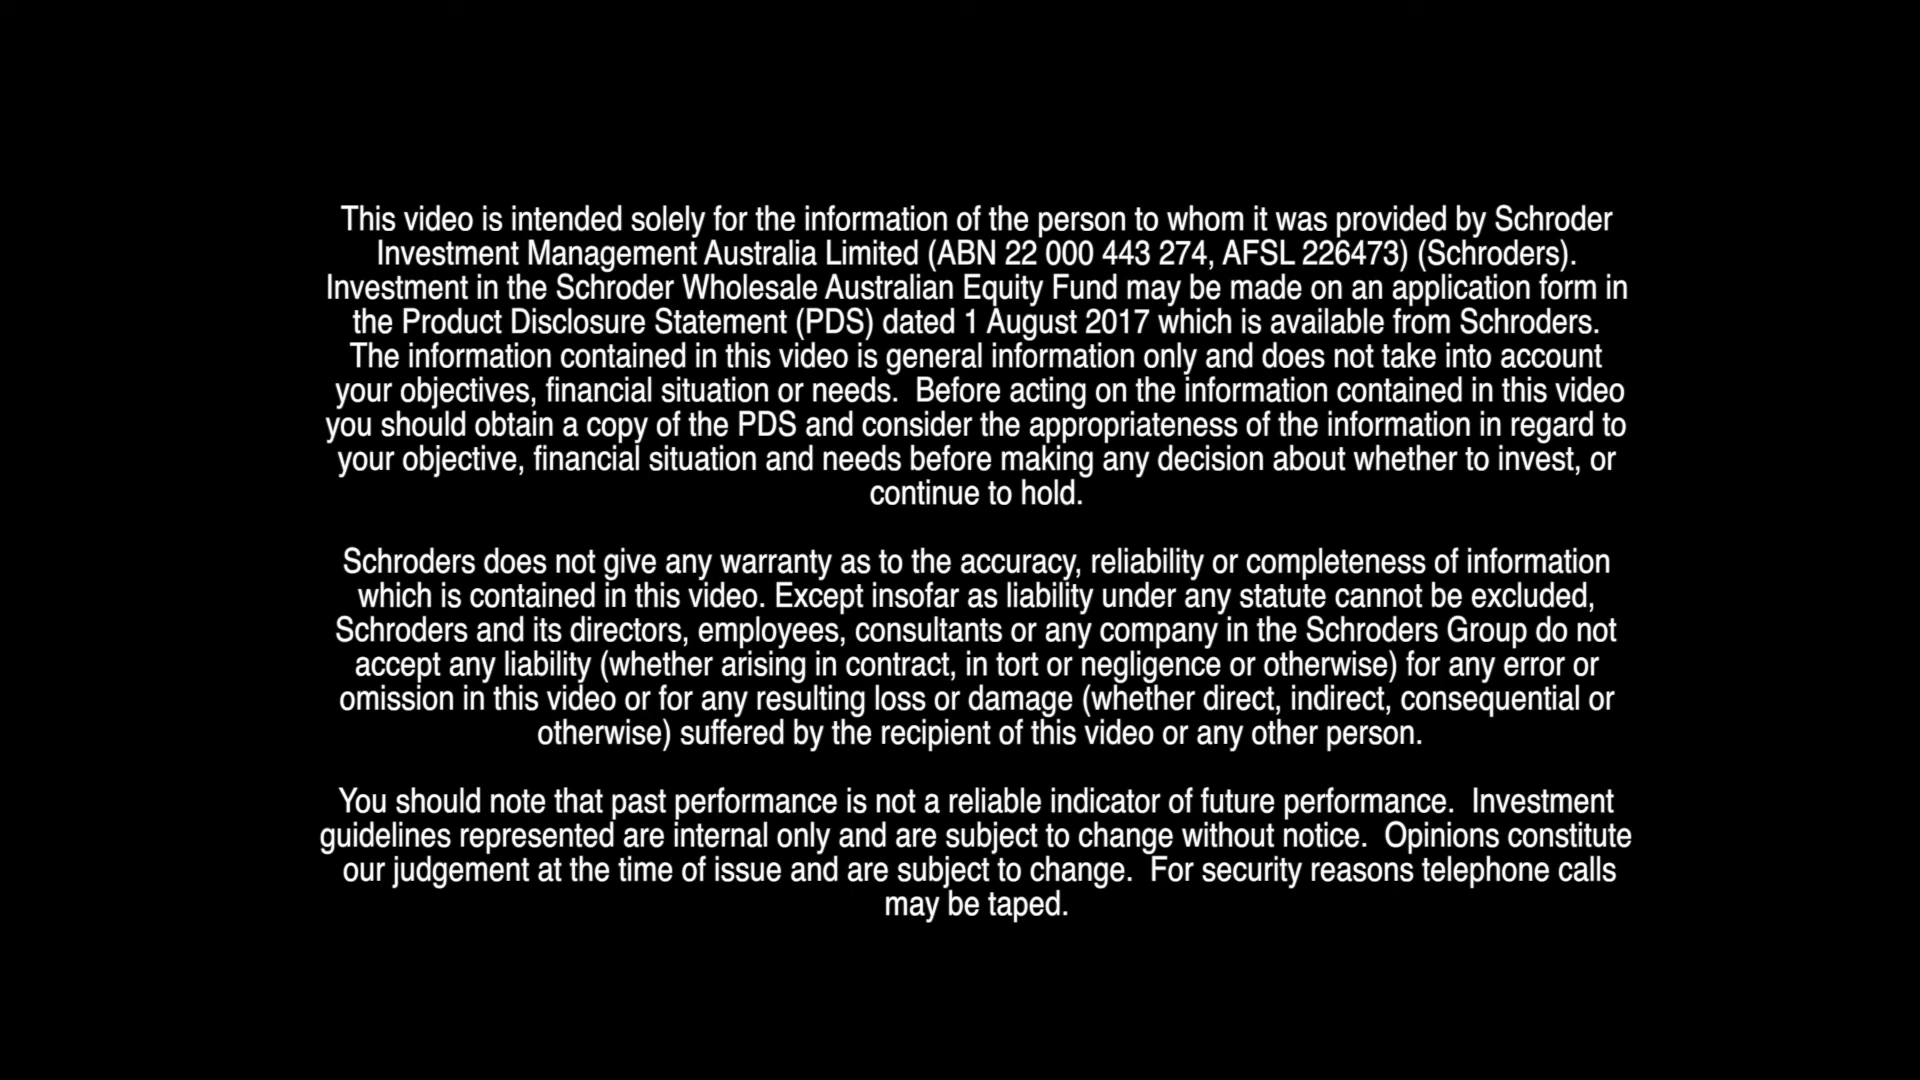 This video is intended solely for the information of the person to whom it was provided by Schroder
Investment Management Australia Limited (ABN 22 000 443 274, AFSL 226473) (Schroders).
Investment in the Schroder Wholesale Australian Equity Fund may be made on an application form in
the Product Disclosure Statement (PDS) dated 1 August 2017 which is available from Schroders.
The information contained in this video is general information only and does not take into account
your objectives, financial situation or needs.  Before acting on the information contained in this video
you should obtain a copy of the PDS and consider the appropriateness of the information in regard to
your objective, financial situation and needs before making any decision about whether to invest, or
continue to hold.

Schroders does not give any warranty as to the accuracy, reliability or completeness of information
which is contained in this video. Except insofar as liability under any statute cannot be excluded,
Schroders and its directors, employees, consultants or any company in the Schroders Group do not
accept any liability (whether arising in contract, in tort or negligence or otherwise) for any error or
omission in this video or for any resulting loss or damage (whether direct, indirect, consequential or
otherwise) suffered by the recipient of this video or any other person.

You should note that past performance is not a reliable indicator of future performance.  Investment
guidelines represented are internal only and are subject to change without notice.  Opinions constitute
our judgement at the time of issue and are subject to change.  For security reasons telephone calls
may be taped.